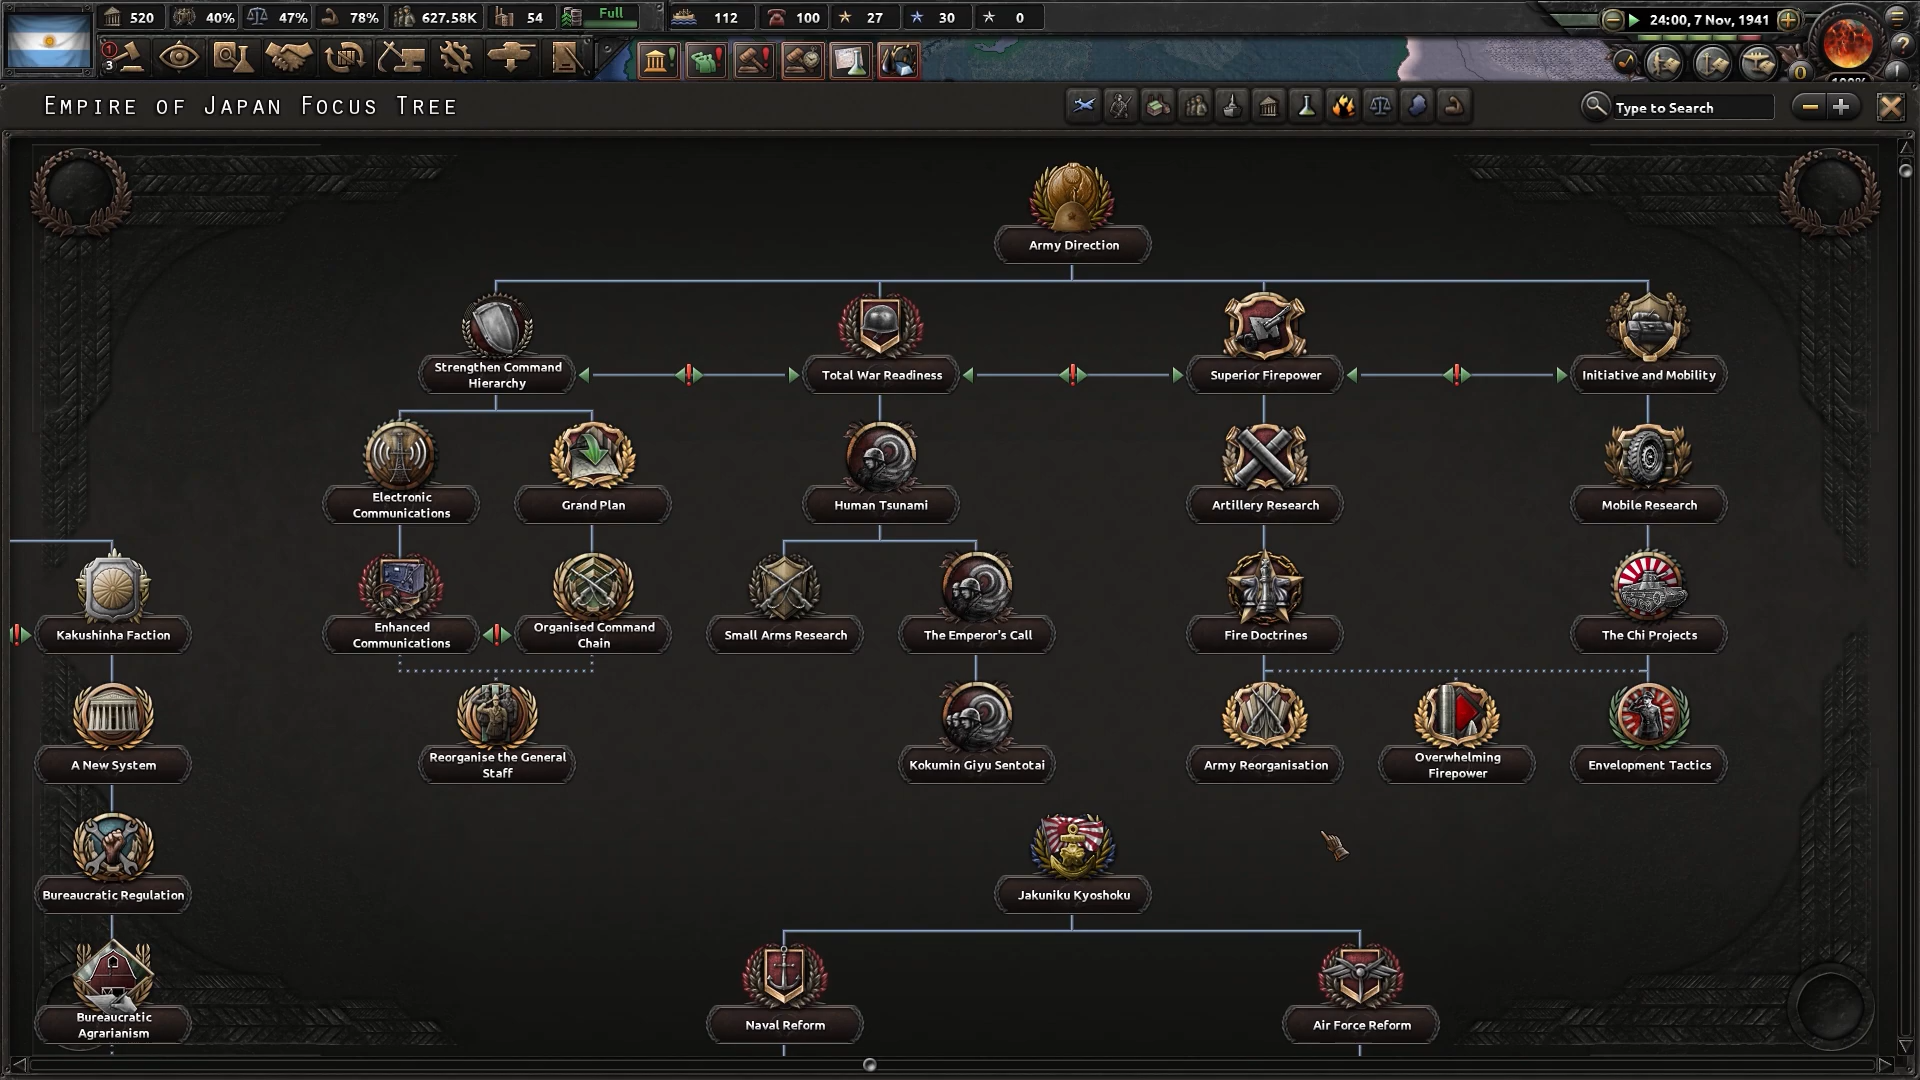 520
40%
47%
78%
627.58K
54
Full
112
100
27
30
0
24:00, 7 Nov, 1941
1
3
0
Empire of Japan Focus Tree
Type to Search
Army Direction
Strengthen Command
Hierarchy
Total War Readiness
Superior Firepower
Initiative and Mobility
Electronic
Communications
Grand Plan
Human Tsunami
Artillery Research
Mobile Research
Kakushinha Faction
Enhanced
Communications
Organised Command
Chain
Small Arms Research
The Emperor's Call
Fire Doctrines
The Chi Projects
A New System
Reorganise the General
Staff
Kokumin Giyu Sentotai
Army Reorganisation
Overwhelming
Firepower
Envelopment Tactics
Bureaucratic Regulation
Jakuniku Kyoshoku
Bureaucratic
Agrarianism
Naval Reform
Air Force Reform